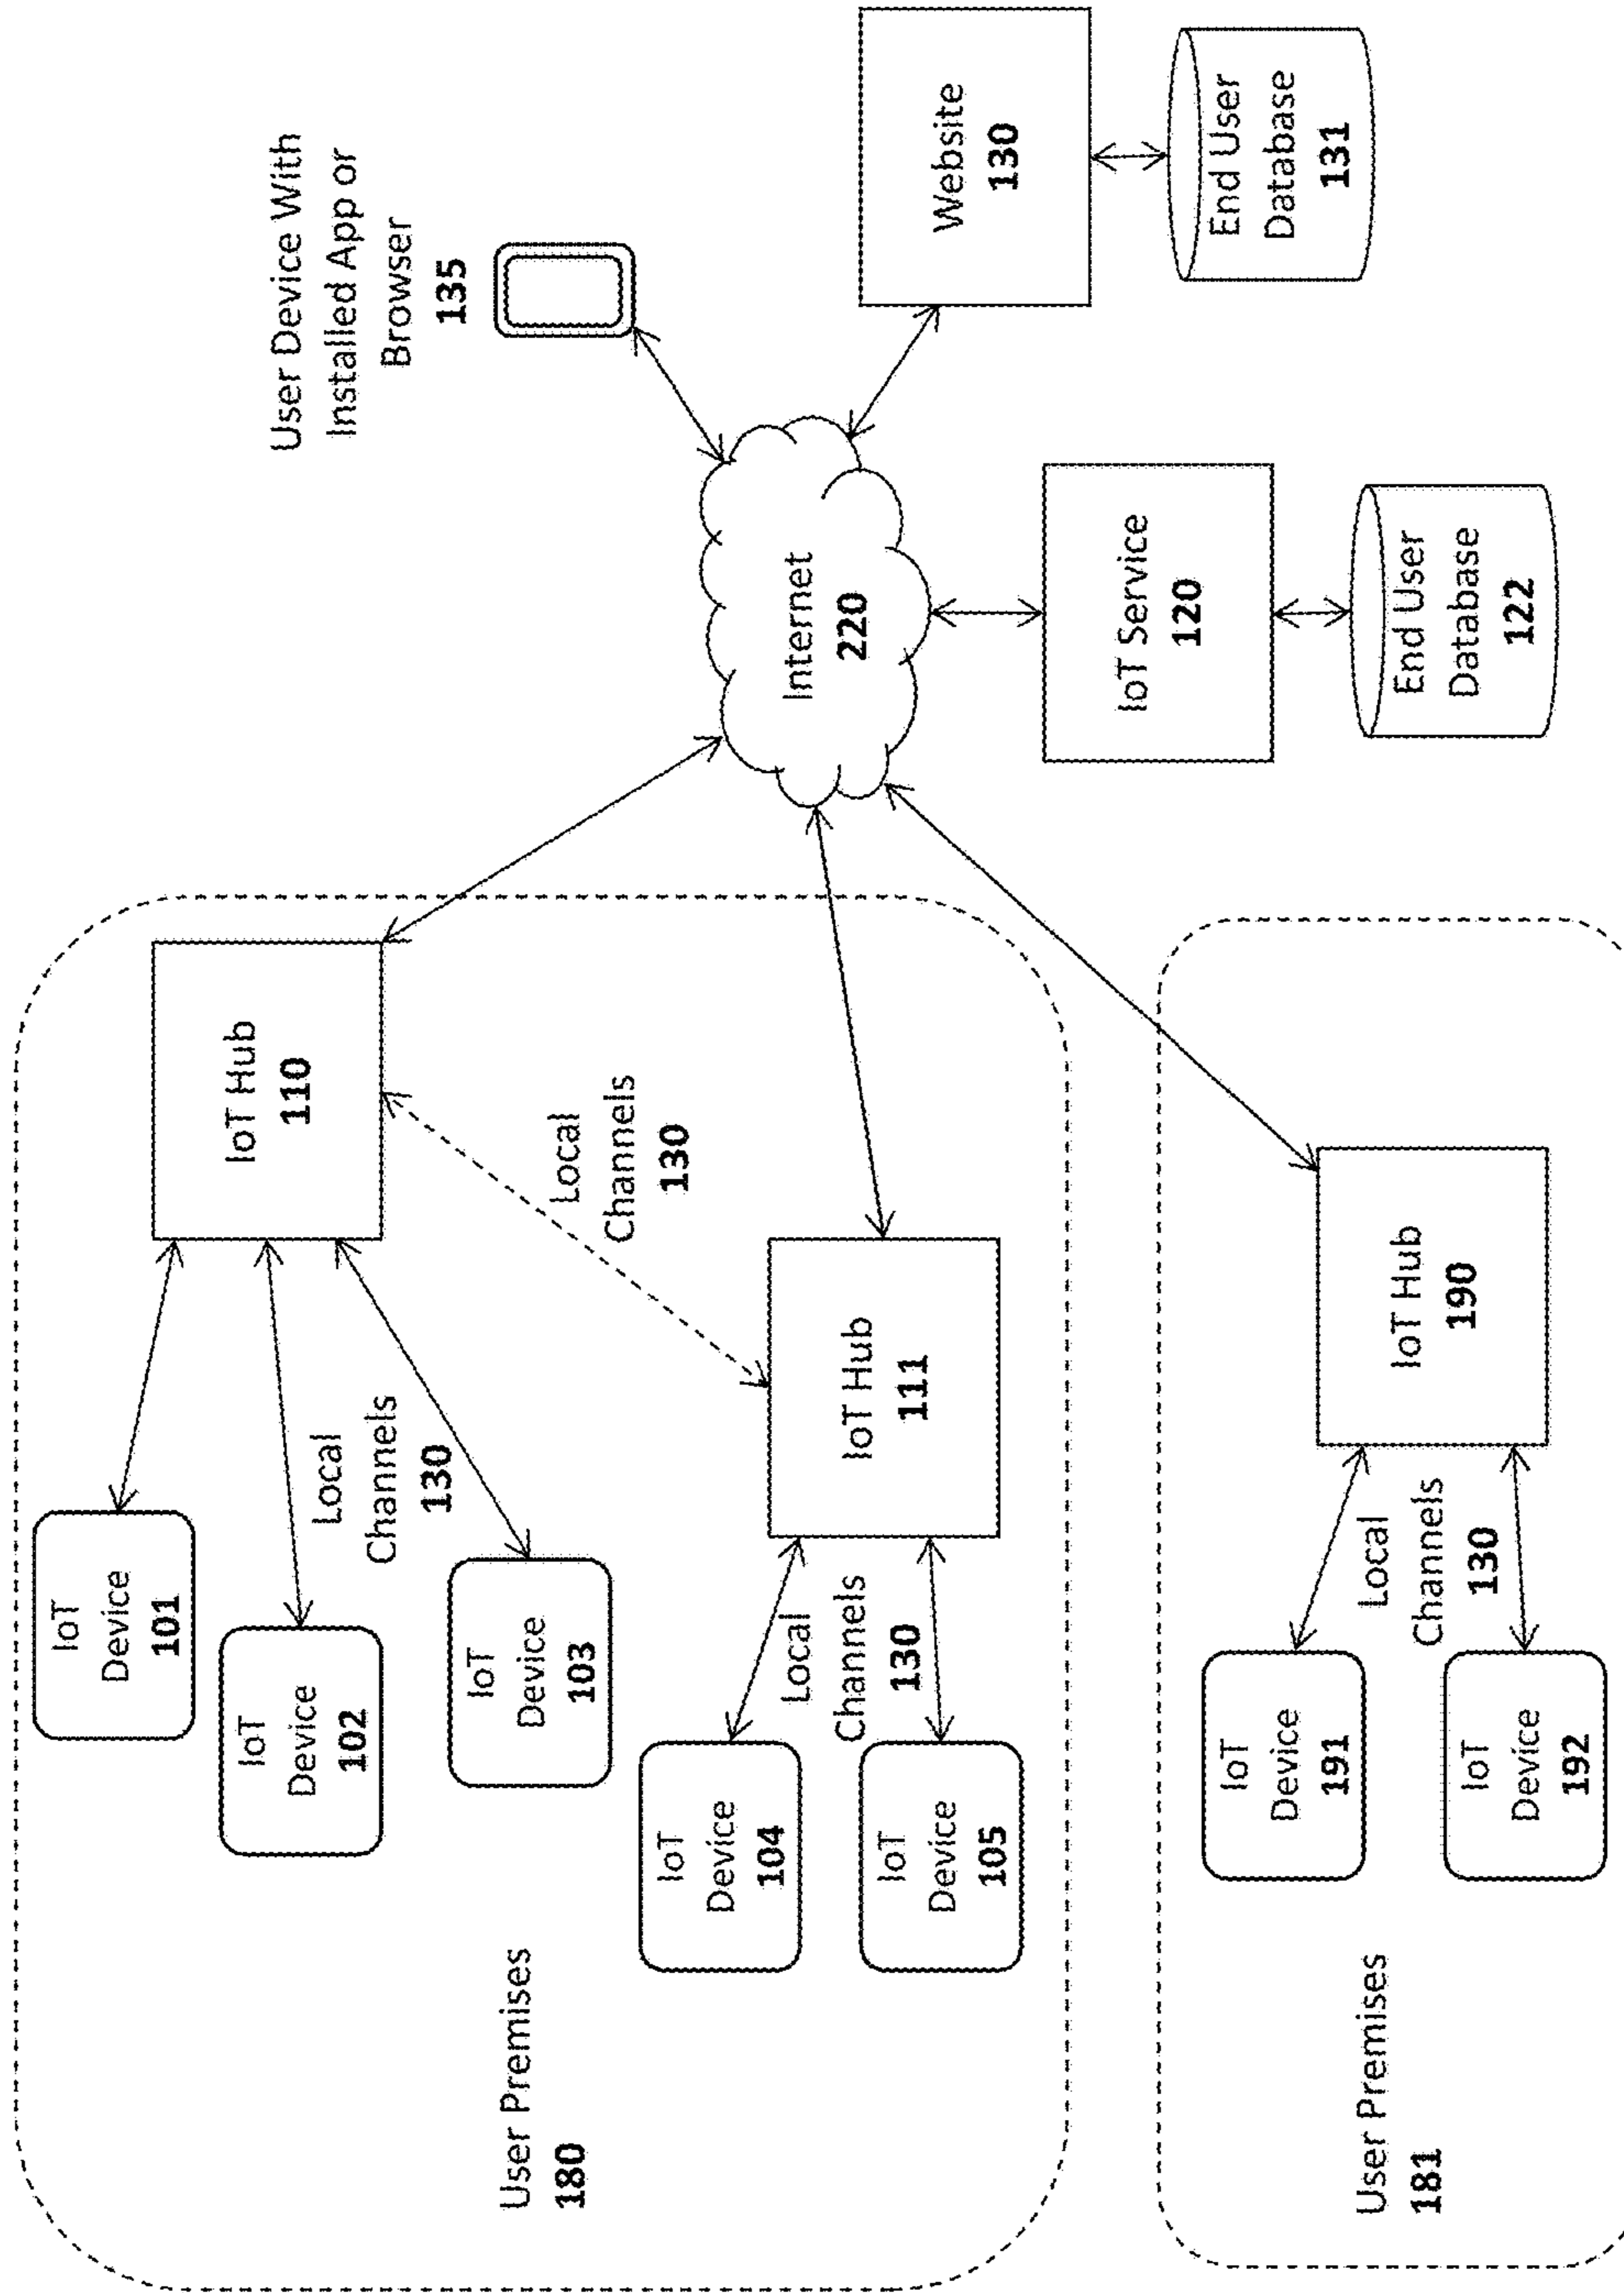 IoT
Device
101
IoT
Device
102
IoT
Device
103
Local
Channels
130
IoT Hub
110
Local
Channels
130
IoT
Device
104
IoT
Device
105
Local
Channels
130
IoT Hub
111
User Premises
180
User Device With
Installed App or
Browser
135
Internet
220
Website
130
End User
Database
131
IoT Service
120
End User
Database
122
IoT
Device
191
IoT
Device
192
Local
Channels
130
IoT Hub
190
User Premises
181